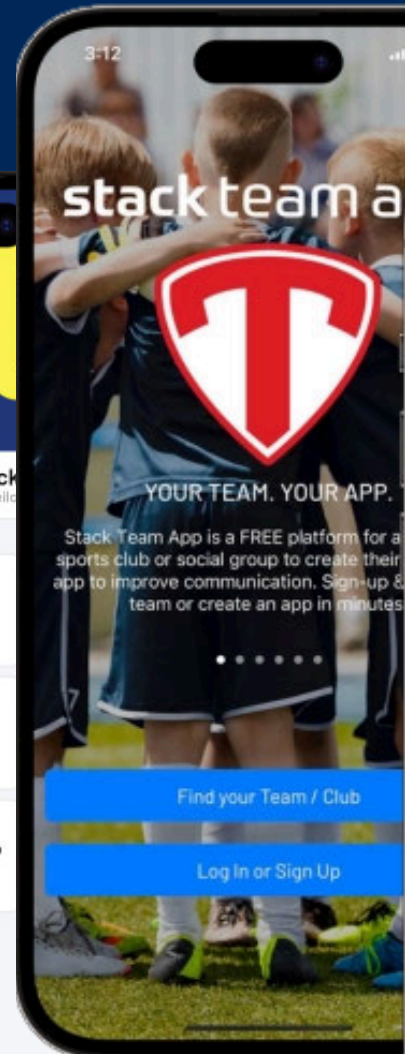 3:12
stack team a
T
YOUR TEAM. YOUR APP.
Stack Team App is a FREE platform for a
sports club or social group to create their
app to improve communication. Sign-up &
team or create an app in minutes
Find your Team / Club
Log In or Sign Up
ck